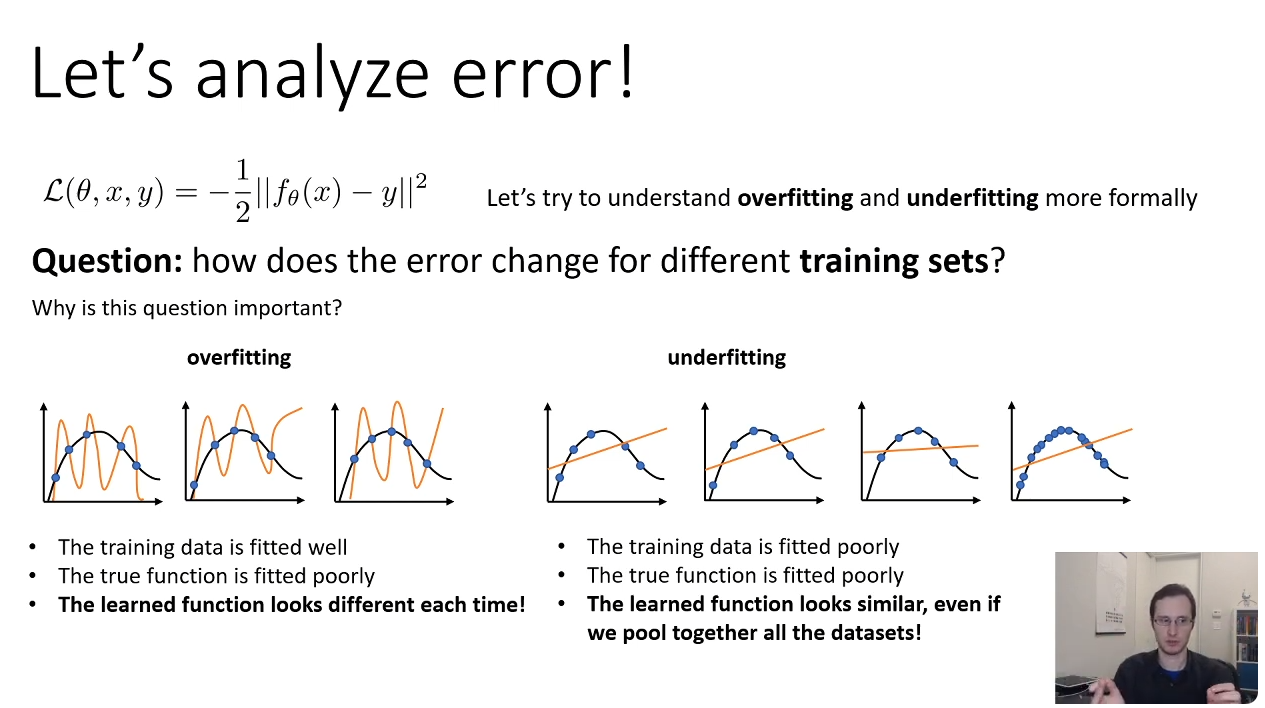 Let's analyze error!
$\mathcal{L}(\theta, x, y) = -\frac{1}{2}||f_\theta(x) - y||^2$
Let's try to understand overfitting and underfitting more formally
Question: how does the error change for different training sets?
Why is this question important?
overfitting
• The training data is fitted well
• The true function is fitted poorly
• The learned function looks different each time!
underfitting
• The training data is fitted poorly
• The true function is fitted poorly
• The learned function looks similar, even if
we pool together all the datasets!